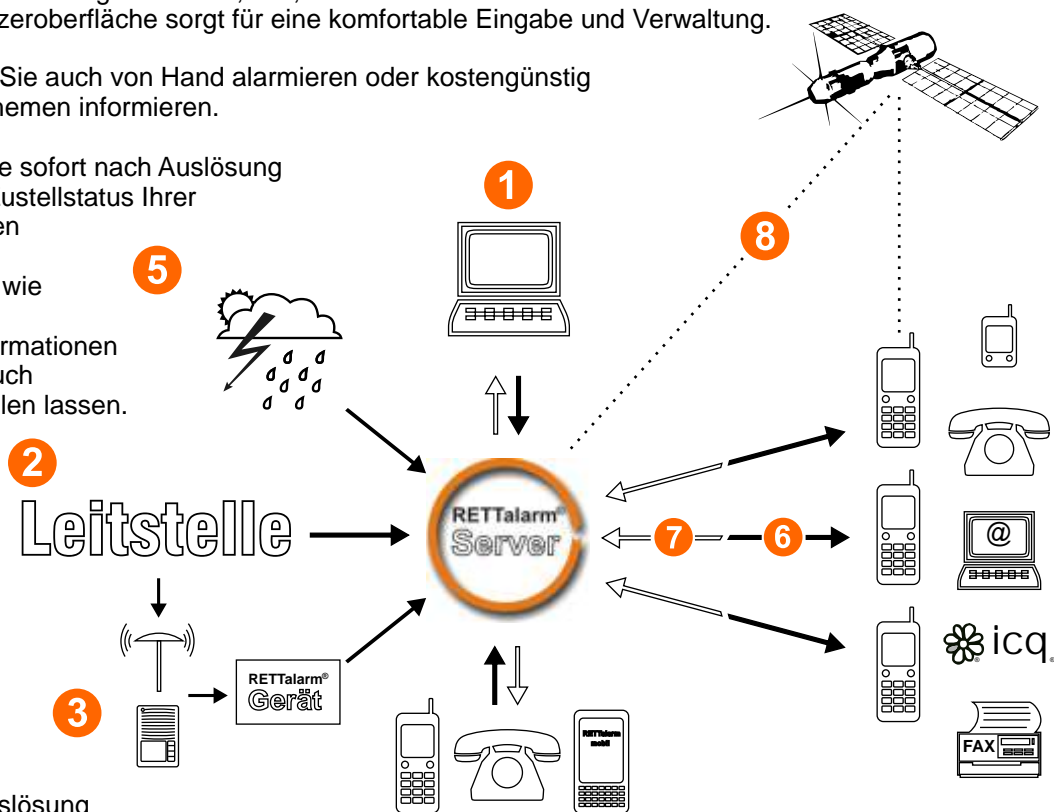 zeroberfläche sorgt für eine komfortable Eingabe und Verwaltung.
Sie auch von Hand alarmieren oder kostengünstig
hemen informieren.
e sofort nach Auslösung
ustellstatus Ihrer
en
wie
rmationen
uch
len lassen.
1
5
8
2
Leitstelle
RETTalarm®
Server
7
6
@
icq
3
RETTalarm®
Gerät
RETTalarm
mobil
FAX
slösung